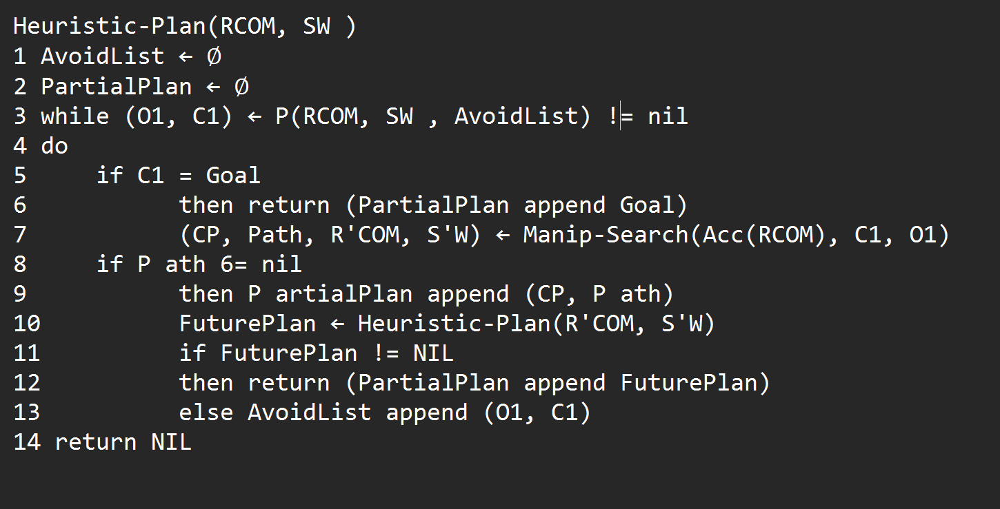 Heuristic-Plan(RCOM, SW )
1 AvoidList ← ∅
2 PartialPlan ← ∅
3 while (O1, C1) ← P(RCOM, SW , AvoidList) != nil
4 do
5     if C1 = Goal
6           then return (PartialPlan append Goal)
7           (CP, Path, R'COM, S'W) ← Manip-Search(Acc(RCOM), C1, O1)
8     if P ath 6= nil
9           then P artialPlan append (CP, P ath)
10          FuturePlan ← Heuristic-Plan(R'COM, S'W)
11          if FuturePlan != NIL
12          then return (PartialPlan append FuturePlan)
13          else AvoidList append (O1, C1)
14 return NIL